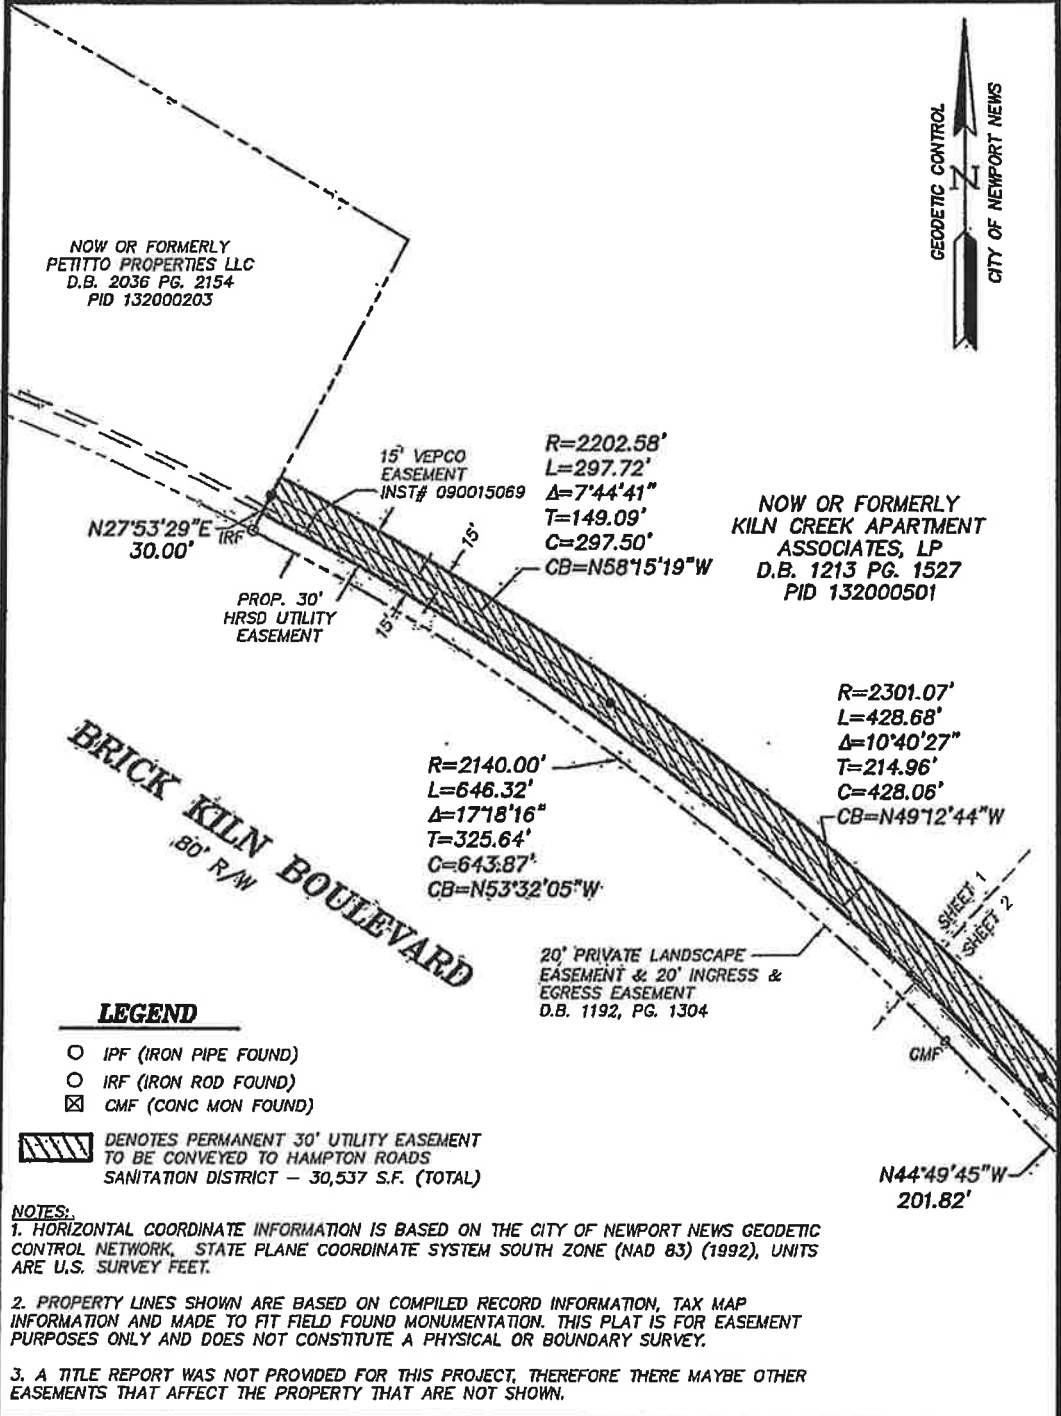 GEODETIC CONTROL
N
CITY OF NEWPORT NEWS
NOW OR FORMERLY
PETITTO PROPERTIES LLC
D.B. 2036 PG. 2154
PID 132000203
15' VEPCO
EASEMENT
INST# 090015069
R=2202.58'
L=297.72'
Δ=7°44'41"
T=149.09'
C=297.50'
CB=N58°15'19"W
NOW OR FORMERLY
KILN CREEK APARTMENT
ASSOCIATES, LP
D.B. 1213 PG. 1527
PID 132000501
N27°53'29"E
30.00'
IRF
15'
PROP. 30'
HRSD UTILITY
EASEMENT
15'
R=2301.07'
L=428.68'
Δ=10°40'27"
T=214.96'
C=428.06'
CB=N49°12'44"W
R=2140.00'
L=646.32'
Δ=17°18'16"
T=325.64'
C=643.87'
CB=N53°32'05"W
BRICK KILN BOULEVARD
80' R/W
SHEET 1
SHEET 2
20' PRIVATE LANDSCAPE
EASEMENT & 20' INGRESS &
EGRESS EASEMENT
D.B. 1192, PG. 1304
CMF
N44°49'45"W
201.82'
LEGEND
IPF (IRON PIPE FOUND)
IRF (IRON ROD FOUND)
CMF (CONC MON FOUND)
DENOTES PERMANENT 30' UTILITY EASEMENT
TO BE CONVEYED TO HAMPTON ROADS
SANITATION DISTRICT – 30,537 S.F. (TOTAL)
NOTES:
1. HORIZONTAL COORDINATE INFORMATION IS BASED ON THE CITY OF NEWPORT NEWS GEODETIC
CONTROL NETWORK, STATE PLANE COORDINATE SYSTEM SOUTH ZONE (NAD 83) (1992), UNITS
ARE U.S. SURVEY FEET.
2. PROPERTY LINES SHOWN ARE BASED ON COMPILED RECORD INFORMATION, TAX MAP
INFORMATION AND MADE TO FIT FIELD FOUND MONUMENTATION. THIS PLAT IS FOR EASEMENT
PURPOSES ONLY AND DOES NOT CONSTITUTE A PHYSICAL OR BOUNDARY SURVEY.
3. A TITLE REPORT WAS NOT PROVIDED FOR THIS PROJECT, THEREFORE THERE MAYBE OTHER
EASEMENTS THAT AFFECT THE PROPERTY THAT ARE NOT SHOWN.